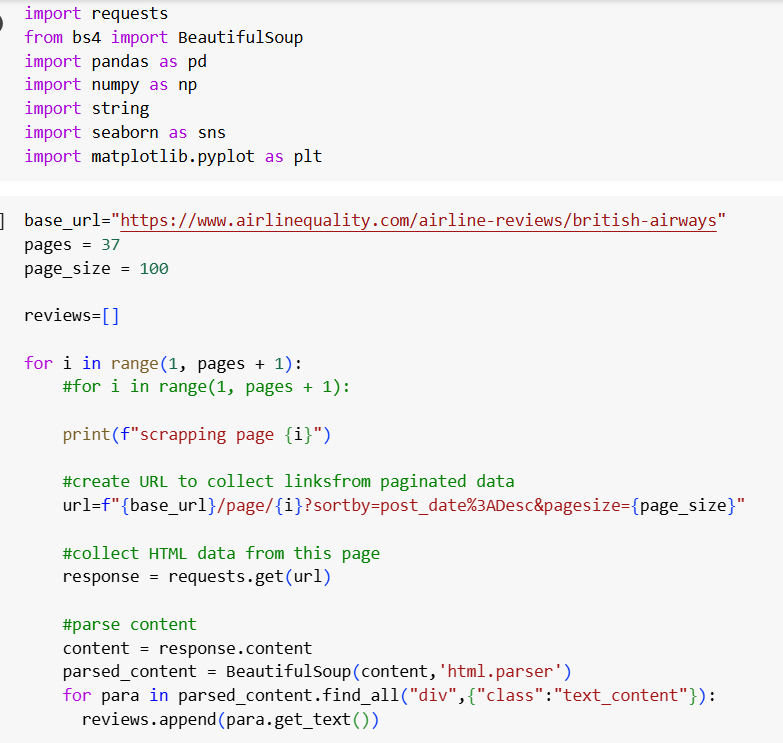 import requests
from bs4 import BeautifulSoup
import pandas as pd
import numpy as np
import string
import seaborn as sns
import matplotlib.pyplot as plt
] base_url="https://www.airlinequality.com/airline-reviews/british-airways"
pages = 37
page_size = 100
reviews=[]
for i in range(1, pages + 1):
#for i in range(1, pages + 1):
print(f"scrapping page {i}")
#create URL to collect linksfrom paginated data
url=f"{base_url}/page/{i}?sortby=post_date%3ADesc&pagesize={page_size}"
#collect HTML data from this page
response = requests.get(url)
#parse content
content = response.content
parsed_content = BeautifulSoup(content,'html.parser')
for para in parsed_content.find_all("div",{"class":"text_content"}):
reviews.append(para.get_text())